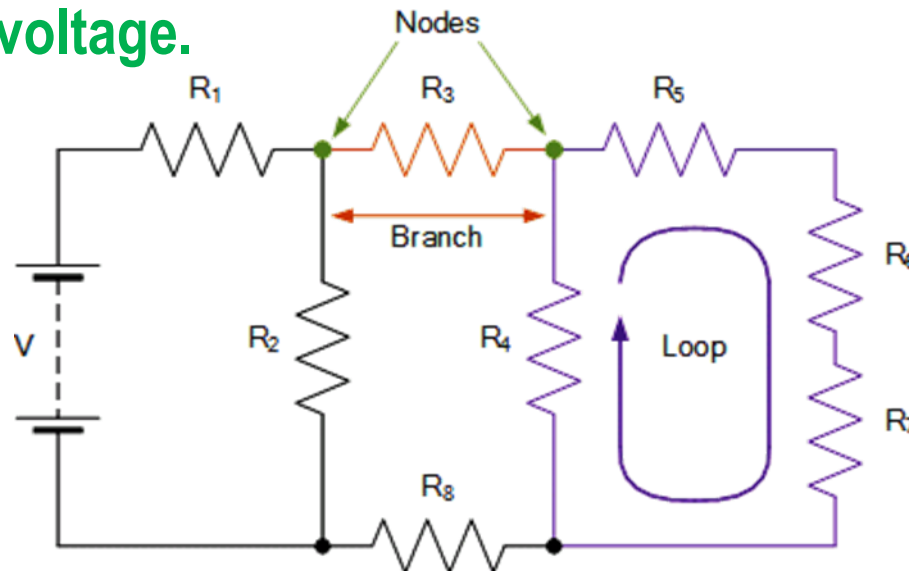 voltage.
Nodes
R₁
R₃
R₅
Branch
V
R₂
R₄
Loop
R₈